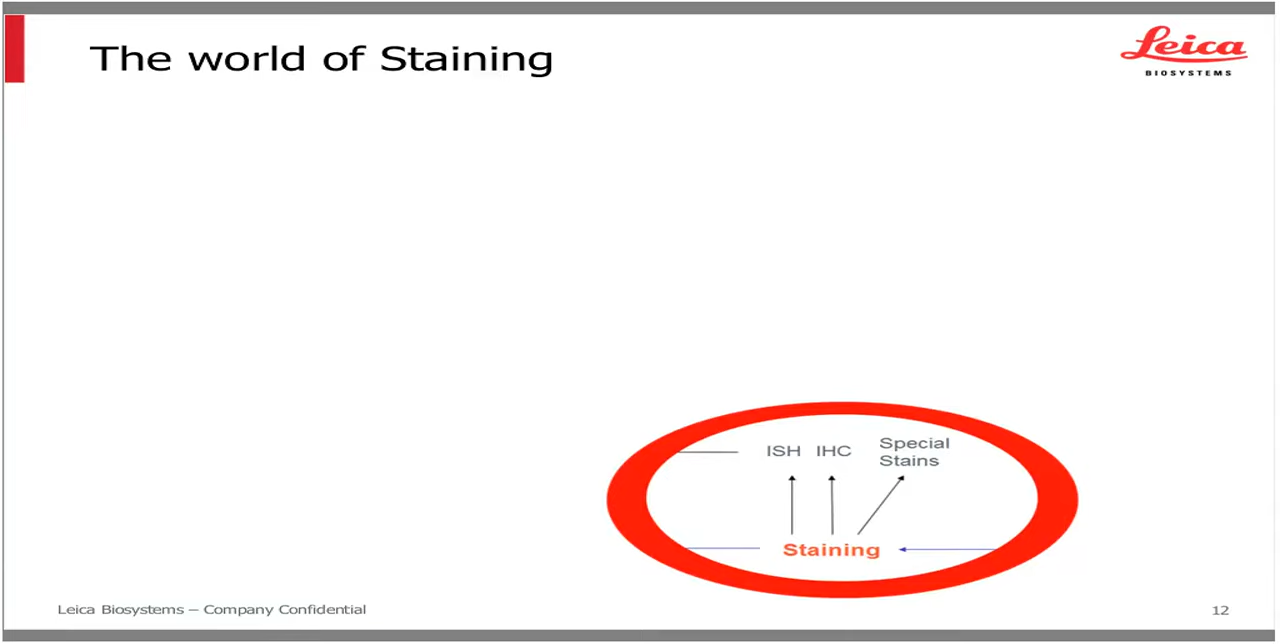 The world of Staining
Leica
BIOSYSTEMS
ISH IHC Special
Stains
Staining
Leica Biosystems – Company Confidential
12